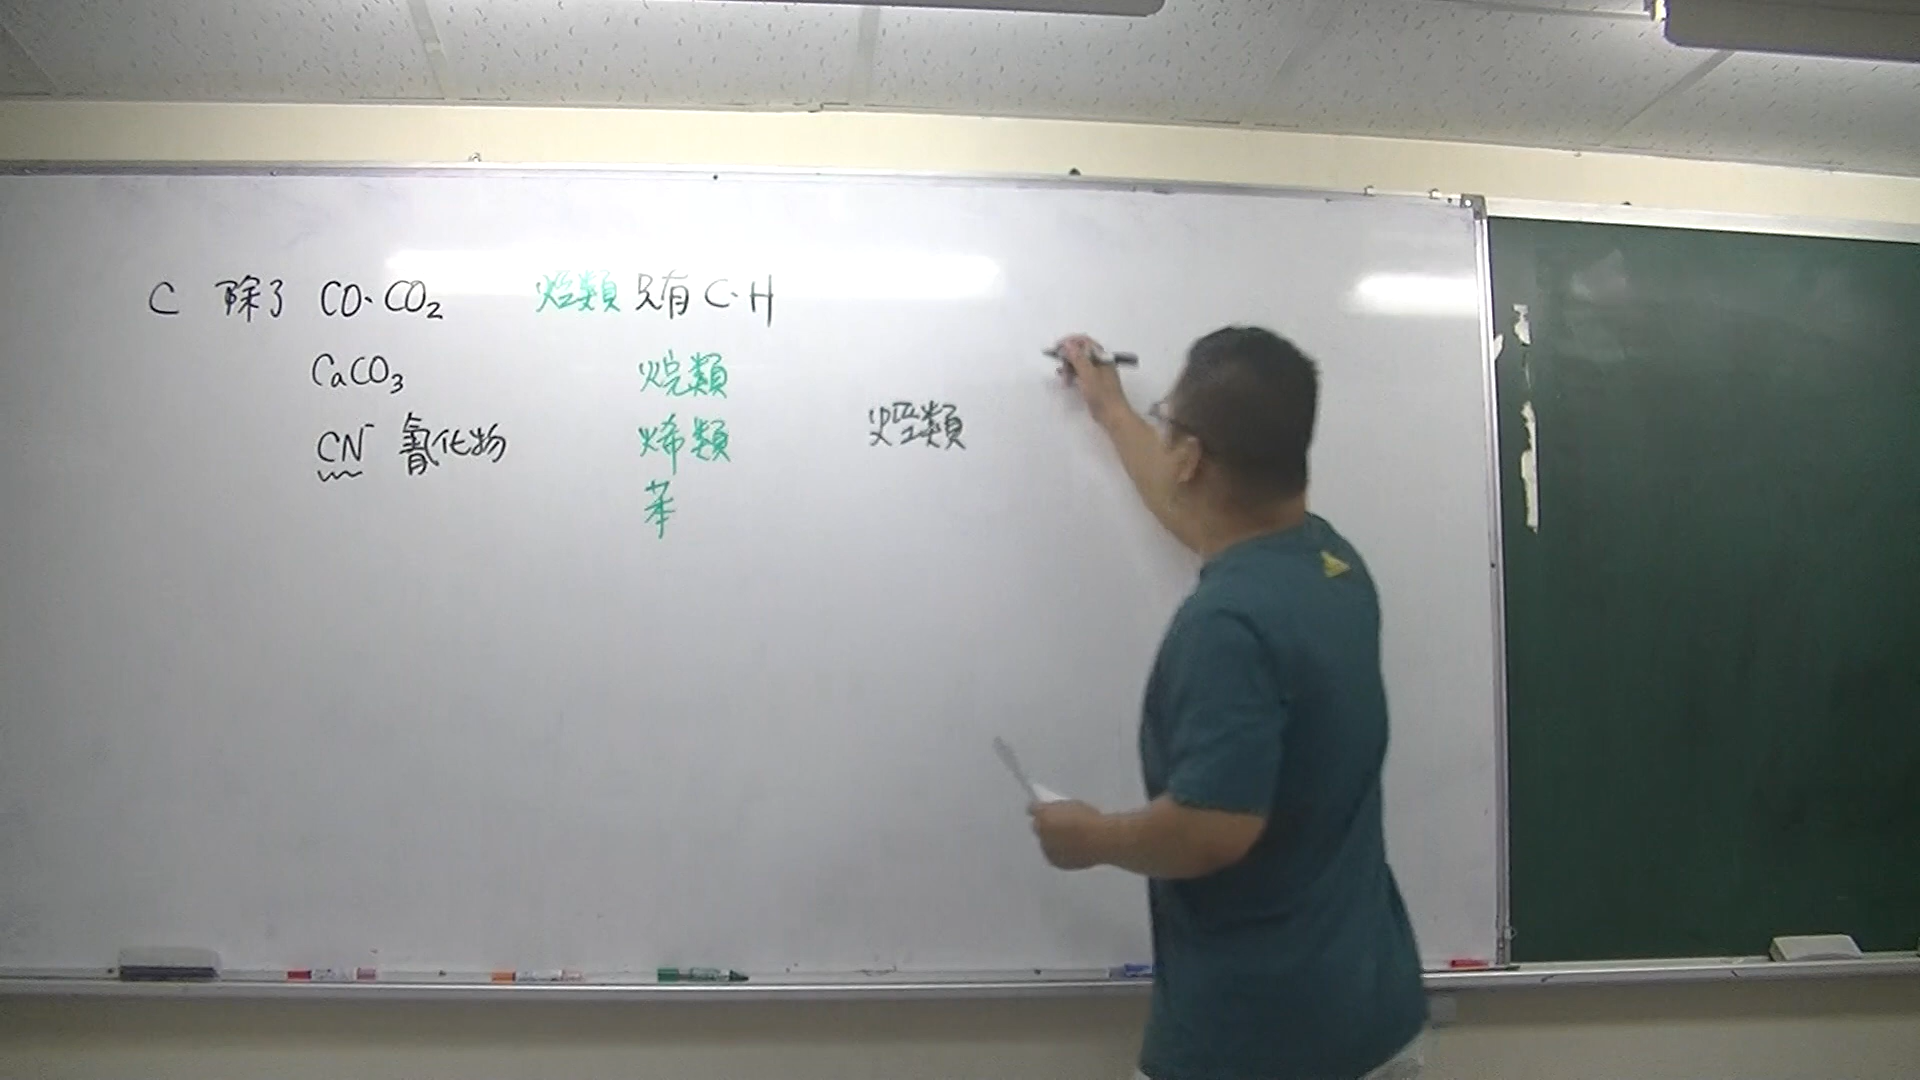 C 除了 CO、CO₂
CaCO₃
CN⁻ 氰化物
烴類 只有 C、H
烷類
烯類
苯
烴類